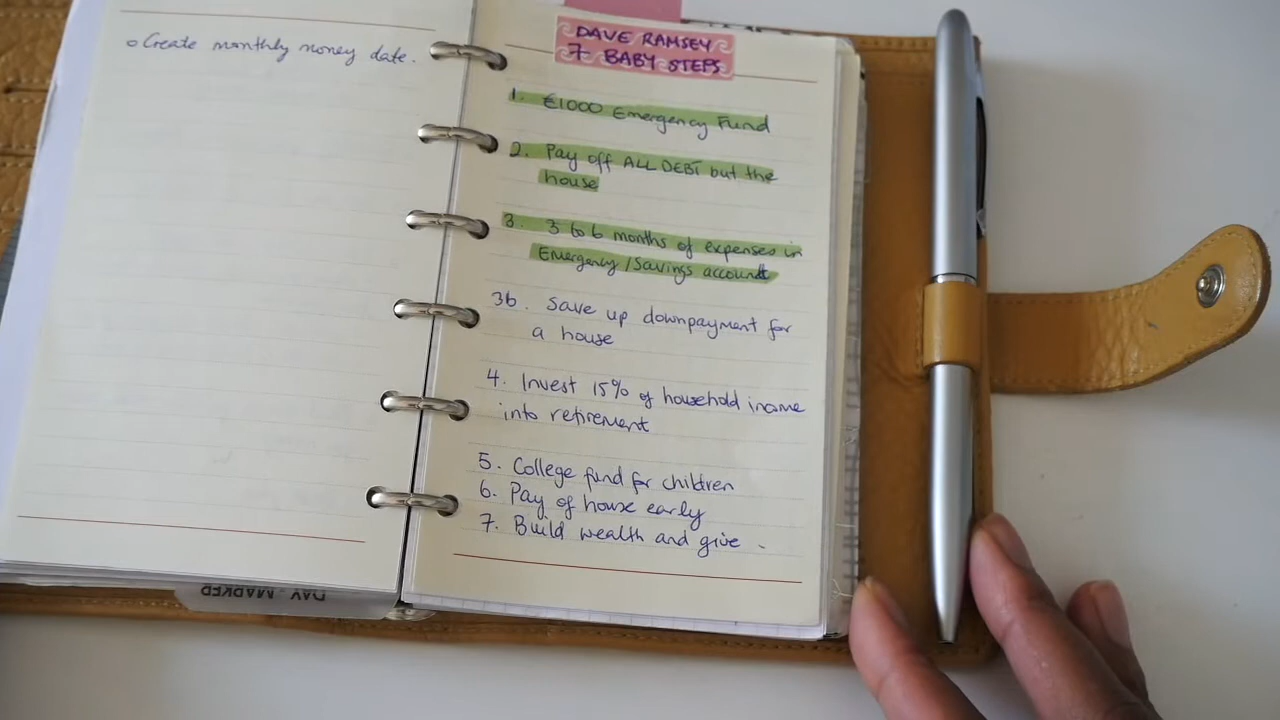 o Create monthly money date.
DAVE RAMSEY
7 BABY STEPS
1. €1000 Emergency Fund
2. Pay off ALL DEBT but the
house
3. 3 to 6 months of expenses in
Emergency / Savings account
3b. Save up downpayment for
a house
4. Invest 15% of household income
into retirement
5. College fund for children
6. Pay of house early
7. Build wealth and give.
DAY-MARKER